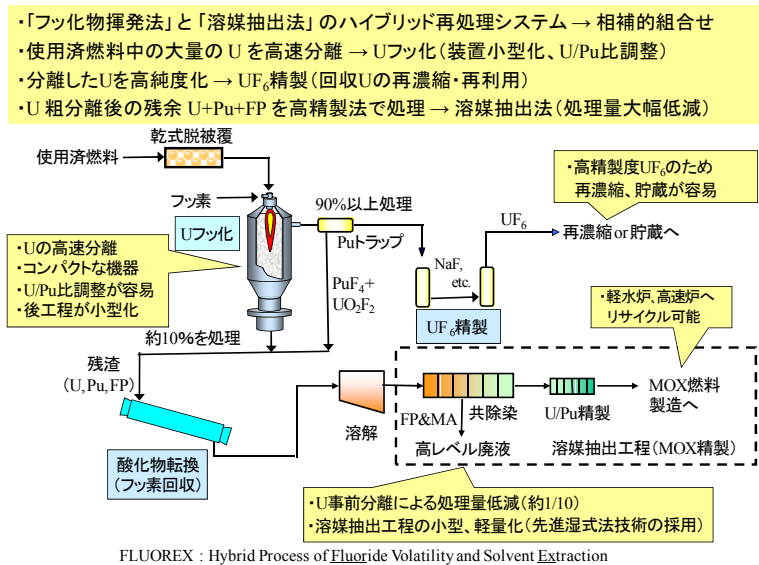 ・「フッ化物揮発法」と「溶媒抽出法」のハイブリッド再処理システム → 相補的組合せ
・使用済燃料中の大量の U を高速分離 → Uフッ化（装置小型化、U/Pu比調整）
・分離したUを高純度化 → UF6精製（回収Uの再濃縮・再利用）
・U 粗分離後の残余 U+Pu+FP を高精製法で処理 → 溶媒抽出法（処理量大幅低減）
乾式脱被覆
使用済燃料
フッ素
90%以上処理
Uフッ化
Puトラップ
・高精製度UF6のため
再濃縮、貯蔵が容易
UF6
再濃縮or貯蔵へ
・Uの高速分離
・コンパクトな機器
・U/Pu比調整が容易
・後工程が小型化
PuF4+
UO2F2
NaF,
etc.
UF6精製
・軽水炉、高速炉へ
リサイクル可能
約10%を処理
残渣
(U, Pu, FP)
溶解
FP&MA
共除染
U/Pu精製
MOX燃料
製造へ
高レベル廃液
溶媒抽出工程（MOX精製）
酸化物転換
（フッ素回収）
・U事前分離による処理量低減（約1/10）
・溶媒抽出工程の小型、軽量化（先進湿式法技術の採用）
FLUOREX : Hybrid Process of Fluoride Volatility and Solvent Extraction